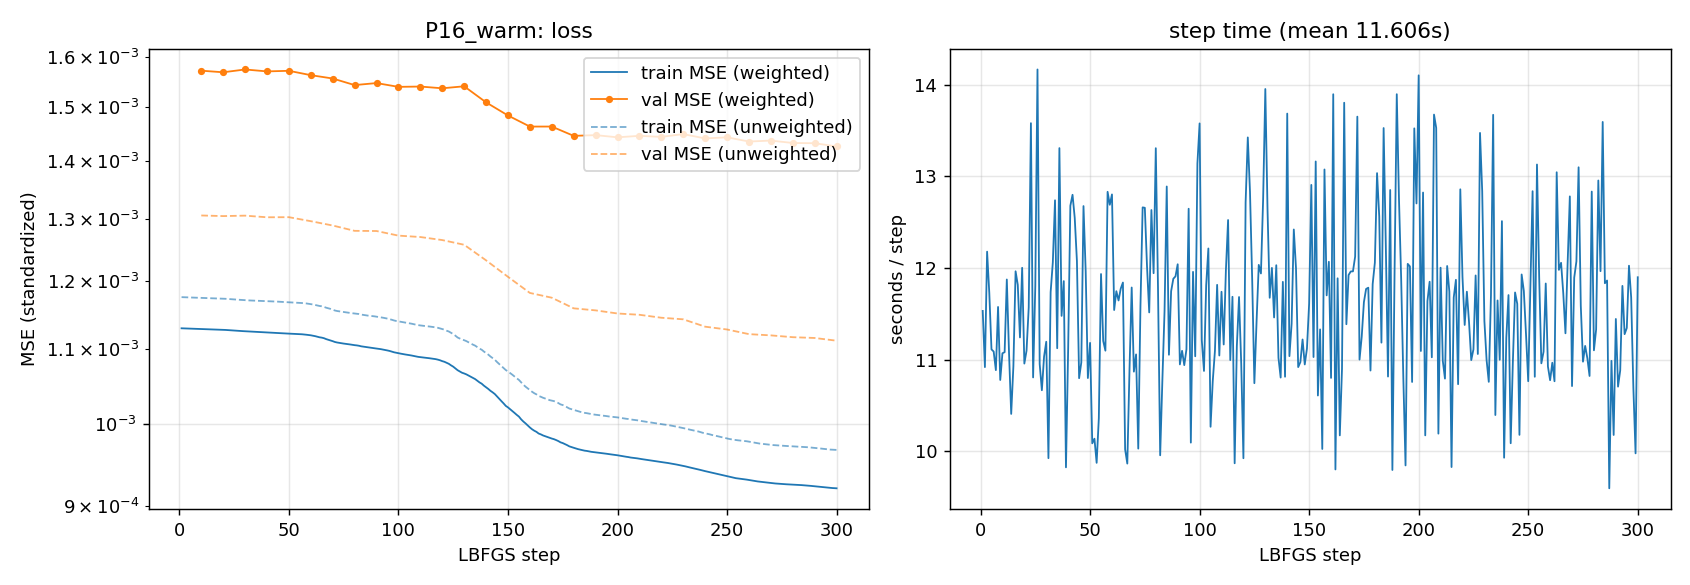 P16_warm: loss
1.6 × 10⁻³
1.5 × 10⁻³
1.4 × 10⁻³
1.3 × 10⁻³
1.2 × 10⁻³
1.1 × 10⁻³
10⁻³
9 × 10⁻⁴
MSE (standardized)
train MSE (weighted)
val MSE (weighted)
train MSE (unweighted)
val MSE (unweighted)
0 50 100 150 200 250 300
LBFGS step
step time (mean 11.606s)
14
13
12
11
10
seconds / step
0 50 100 150 200 250 300
LBFGS step